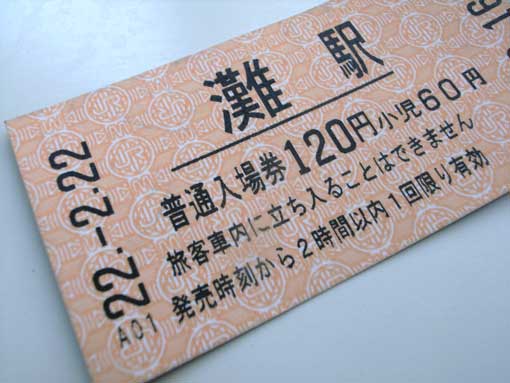 灘駅
普通入場券120円小児60円
旅客車内に立ち入ることはできません
発売時刻から2時間以内1回限り有効
22.-2.22
A01